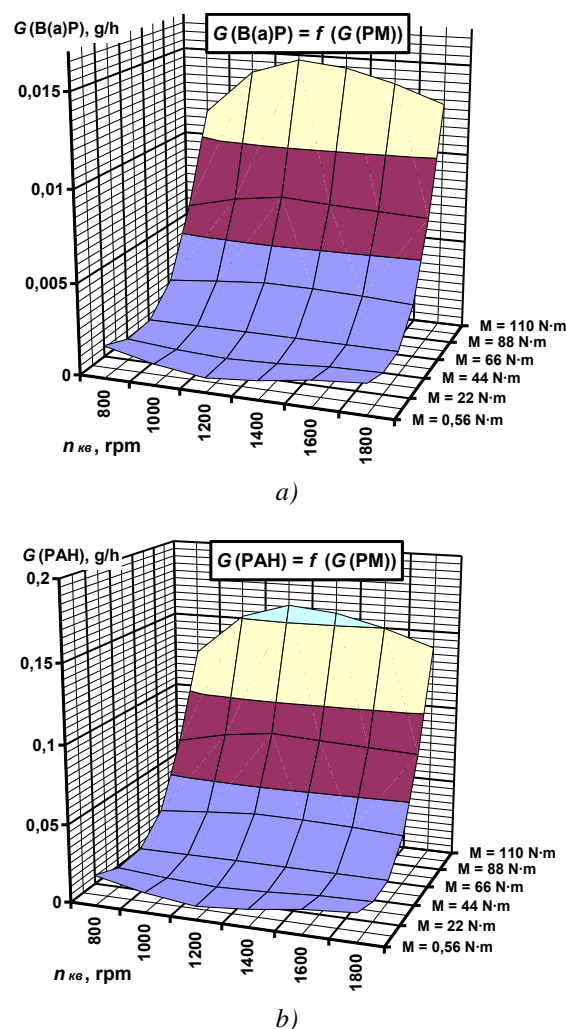 G (B(a)P), g/h
G (B(a)P) = f (G (PM))
0,015
0,01
0,005
0
800
1000
1200
1400
1600
1800
n кв , rpm
M = 110 N·m
M = 88 N·m
M = 66 N·m
M = 44 N·m
M = 22 N·m
M = 0,56 N·m
a)
G (PAH), g/h
G (PAH) = f (G (PM))
0,2
0,15
0,1
0,05
0
800
1000
1200
1400
1600
1800
n кв , rpm
M = 110 N·m
M = 88 N·m
M = 66 N·m
M = 44 N·m
M = 22 N·m
M = 0,56 N·m
b)